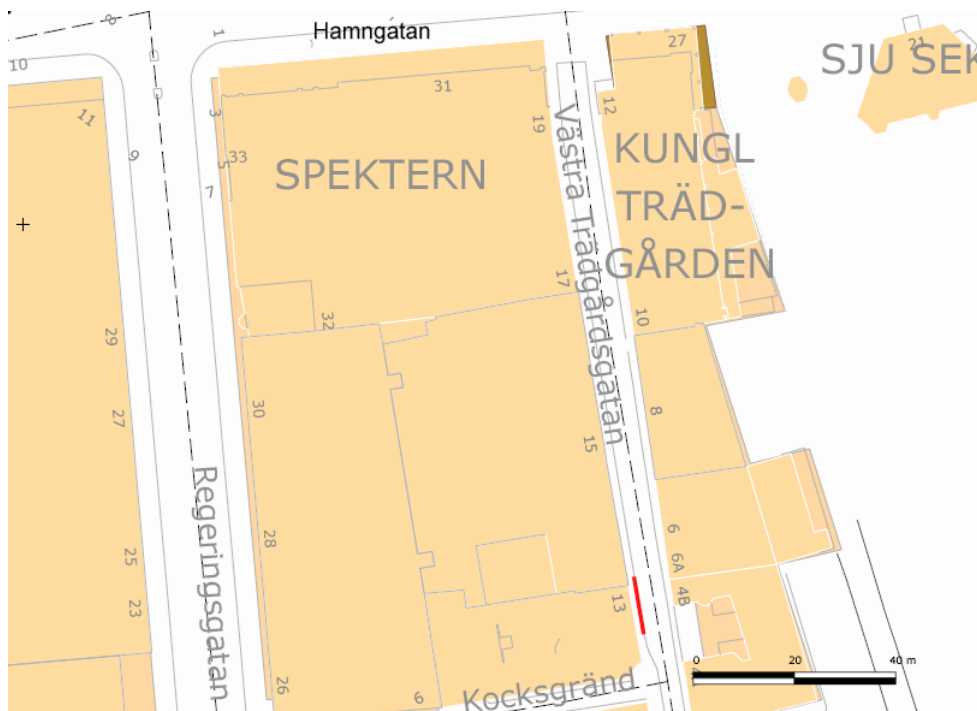 Hamngatan
8
1
10
31
27
21
SJU SEK
11
3
19
12
9
33
5
SPEKTERN
7
KUNGL
TRÄD-
GÅRDEN
Västra Trädgårdsgatan
17
32
10
29
30
27
8
15
Regeringsgatan
28
6
25
6A
23
13
4B
26
6
Kocksgränd
0
20
40 m